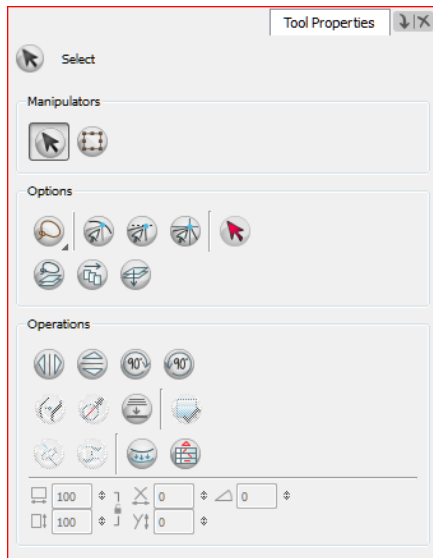 Tool Properties
Select
Manipulators
Options
Operations
90° 90°
100 X 0 0
100 Y 0